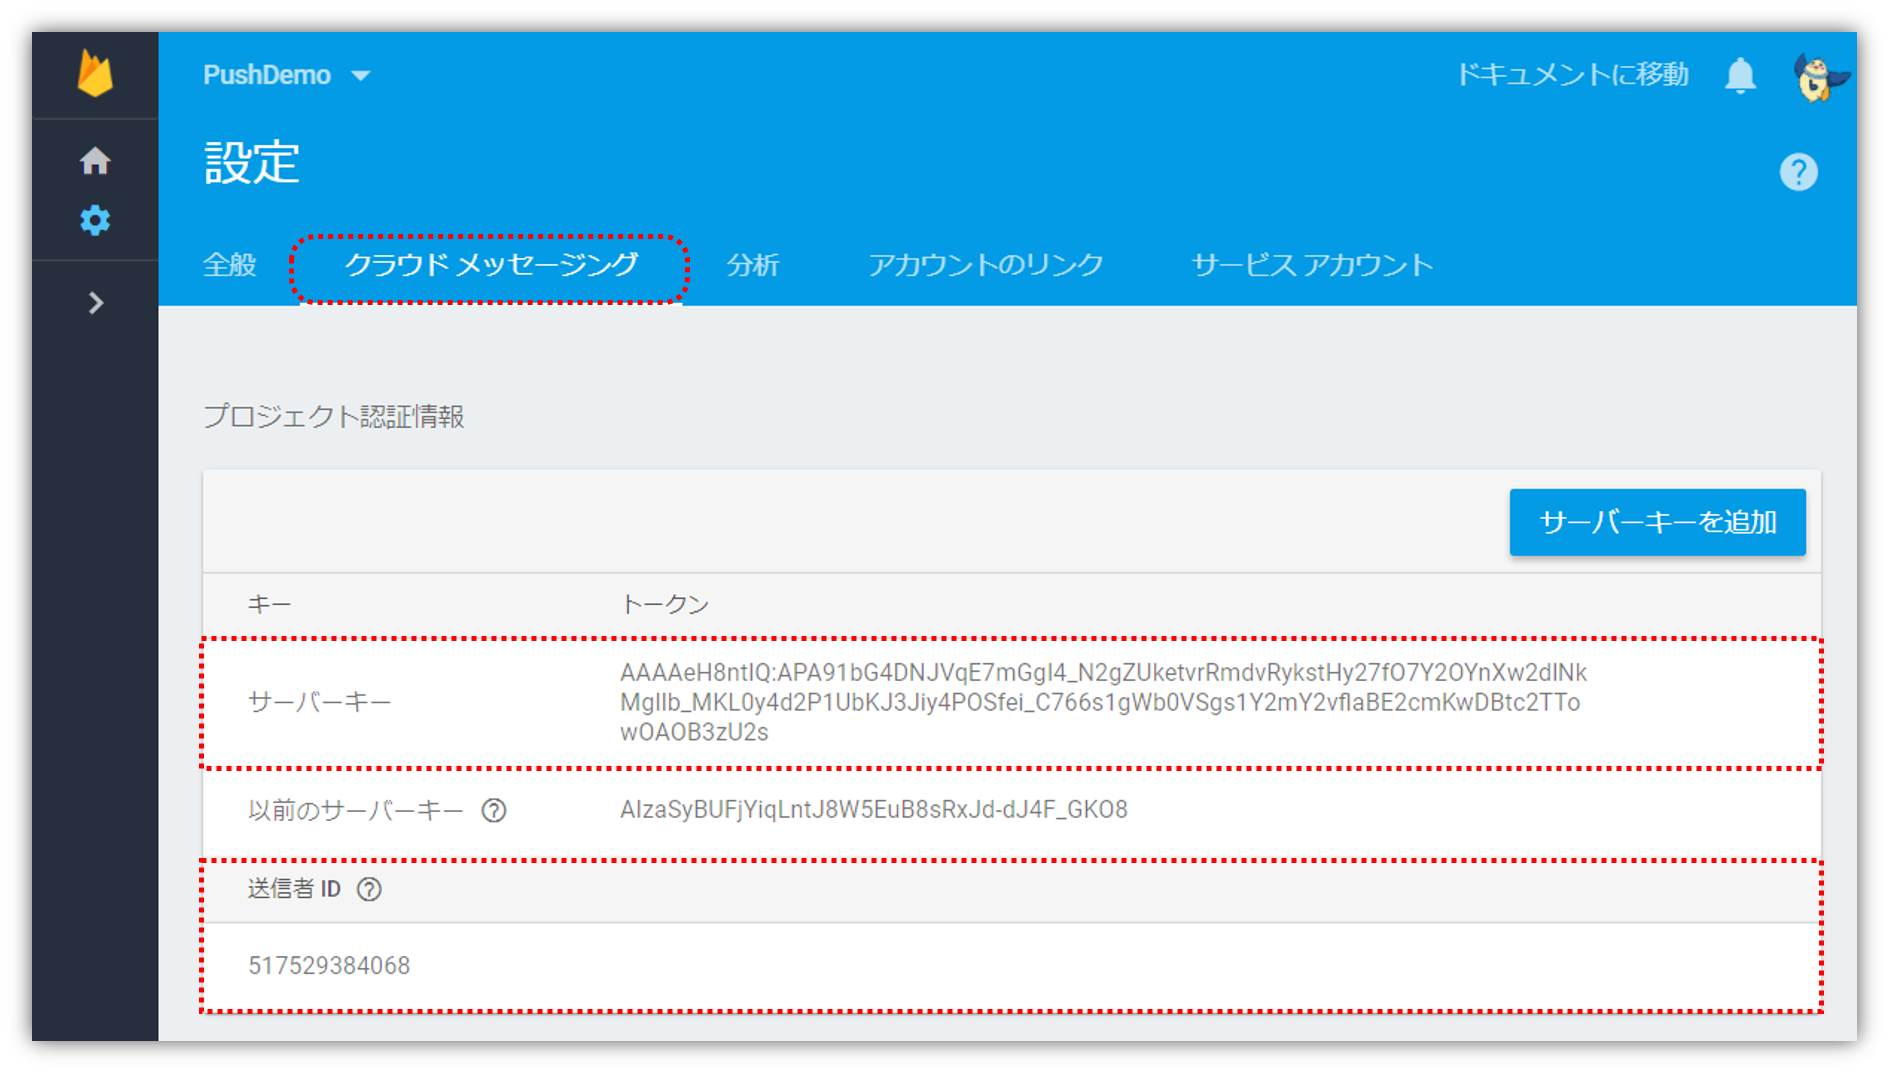 PushDemo
ドキュメントに移動
設定
全般
クラウド メッセージング
分析
アカウントのリンク
サービス アカウント
プロジェクト認証情報
サーバーキーを追加
キー
トークン
サーバーキー
AAAAeH8ntIQ:APA91bG4DNJVqE7mGgI4_N2gZUketvrRmdvRykstHy27fO7Y2OYnXw2dINk
MgIIb_MKL0y4d2P1UbKJ3Jiy4POSfei_C766s1gWb0VSgs1Y2mY2vflaBE2cmKwDBtc2TTo
wOAOB3zU2s
以前のサーバーキー
AIzaSyBUFjYiqLntJ8W5EuB8sRxJd-dJ4F_GKO8
送信者 ID
517529384068